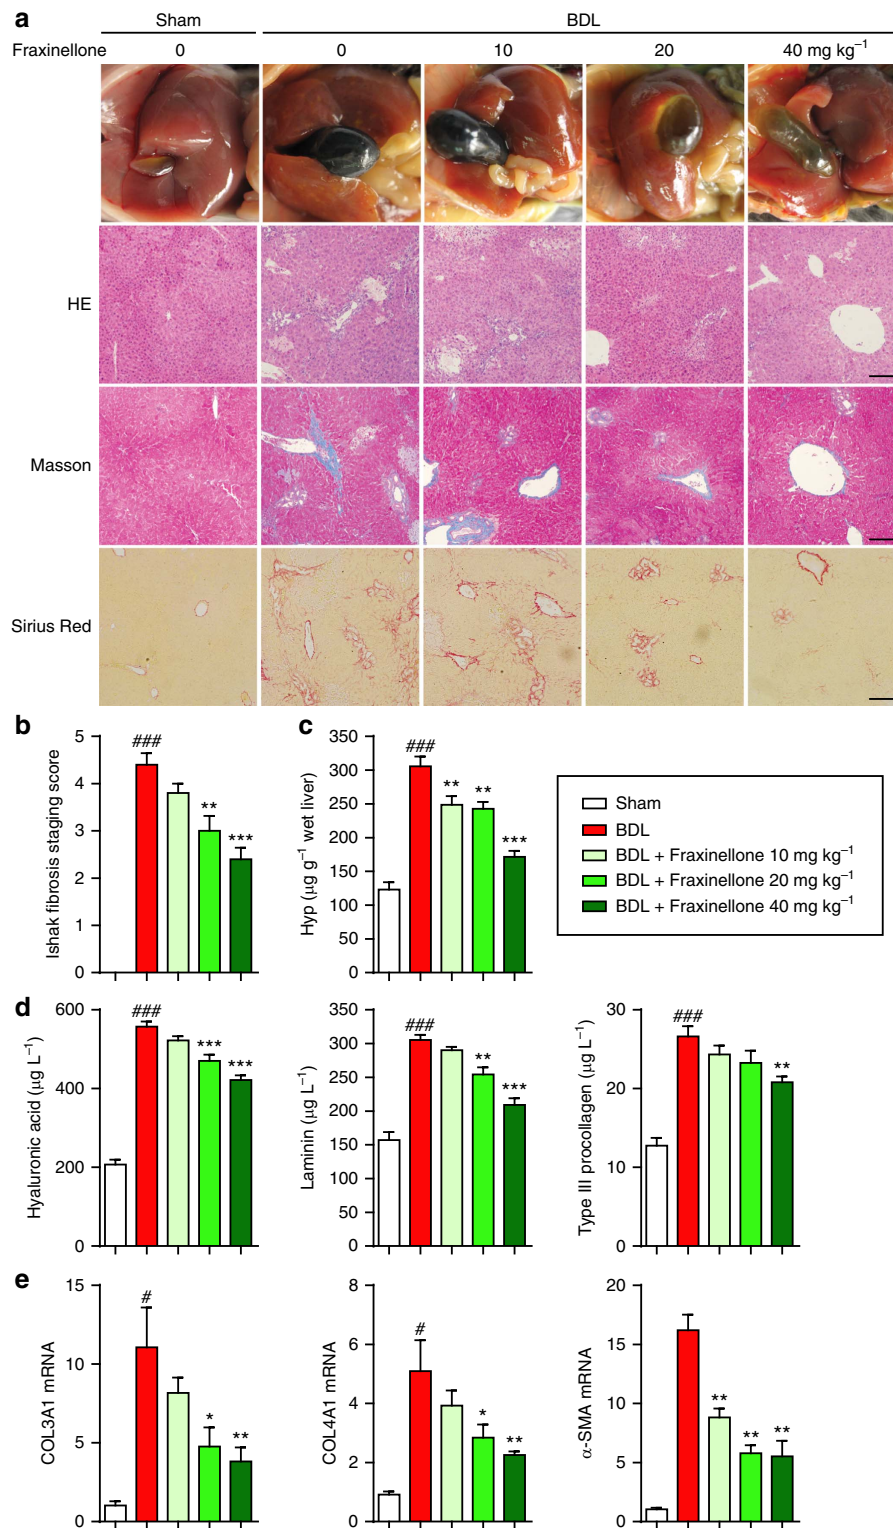 a
Sham
BDL
Fraxinellone
0
0
10
20
40 mg kg⁻¹
HE
Masson
Sirius Red
b
Ishak fibrosis staging score
5
4
3
2
1
0
###
**
***
c
Hyp (μg g⁻¹ wet liver)
350
300
250
200
150
100
50
0
###
**
**
***
Sham
BDL
BDL + Fraxinellone 10 mg kg⁻¹
BDL + Fraxinellone 20 mg kg⁻¹
BDL + Fraxinellone 40 mg kg⁻¹
d
Hyaluronic acid (μg L⁻¹)
600
400
200
0
###
***
***
Laminin (μg L⁻¹)
350
300
250
200
150
100
50
0
###
**
***
Type III procollagen (μg L⁻¹)
30
20
10
0
###
**
e
COL3A1 mRNA
15
10
5
0
#
*
**
COL4A1 mRNA
8
6
4
2
0
#
*
**
α-SMA mRNA
20
15
10
5
0
**
**
**